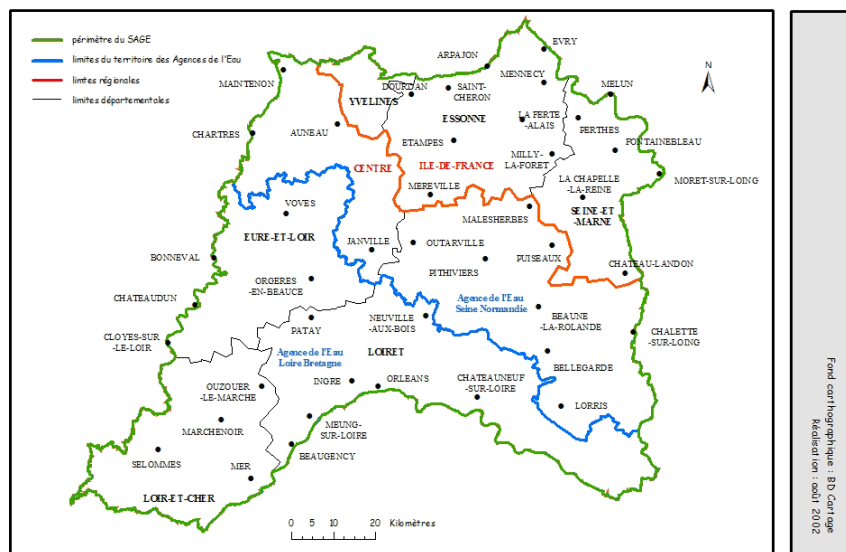 périmètre du SAGE
limites du territoire des Agences de l'Eau
limtes régionales
limites départementales
EVRY
ARPAJON
MAINTENON
MENNECY
DOURDAN
SAINT-
CHERON
MELUN
YVELINES
ESSONNE
CHARTRES
AUNEAU
LA FERTE
-ALAIS
PERTHES
ETAMPES
FONTAINEBLEAU
CENTRE
ILE-DE-FRANCE
MILLY-
LA-FORET
LA CHAPELLE
-LA-REINE
MORET-SUR-LOING
MEREVILLE
VOVES
MALESHERBES
SEINE-ET
-MARNE
EURE-ET-LOIR
JANVILLE
OUTARVILLE
PUISEAUX
BONNEVAL
PITHIVIERS
CHATEAU-LANDON
ORGERES
-EN-BEAUCE
CHATEAUDUN
Agence de l'Eau
Seine Normandie
NEUVILLE
-AUX-BOIS
BEAUNE
-LA-ROLANDE
PATAY
CHALETTE
-SUR-LOING
CLOYES-SUR
-LE-LOIR
Agence de l'Eau
Loire Bretagne
LOIRET
BELLEGARDE
INGRE
ORLEANS
CHATEAUNEUF
-SUR-LOIRE
OUZOUER
-LE-MARCHE
LORRIS
MARCHENOIR
MEUNG-
SUR-LOIRE
BEAUGENCY
SELOMMES
MER
LOIR-ET-CHER
0 10 20 Kilomètres
N
Fond carthographique : BD Cartage
Réalisation : août 2002